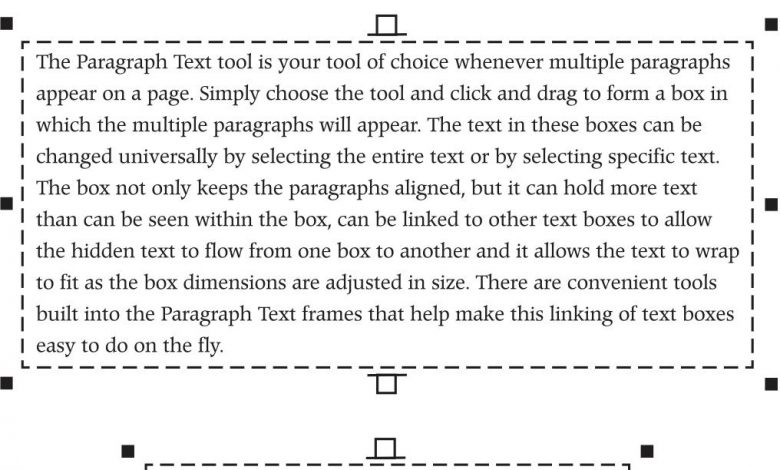 The Paragraph Text tool is your tool of choice whenever multiple paragraphs
appear on a page. Simply choose the tool and click and drag to form a box in
which the multiple paragraphs will appear. The text in these boxes can be
changed universally by selecting the entire text or by selecting specific text.
The box not only keeps the paragraphs aligned, but it can hold more text
than can be seen within the box, can be linked to other text boxes to allow
the hidden text to flow from one box to another and it allows the text to wrap
to fit as the box dimensions are adjusted in size. There are convenient tools
built into the Paragraph Text frames that help make this linking of text boxes
easy to do on the fly.